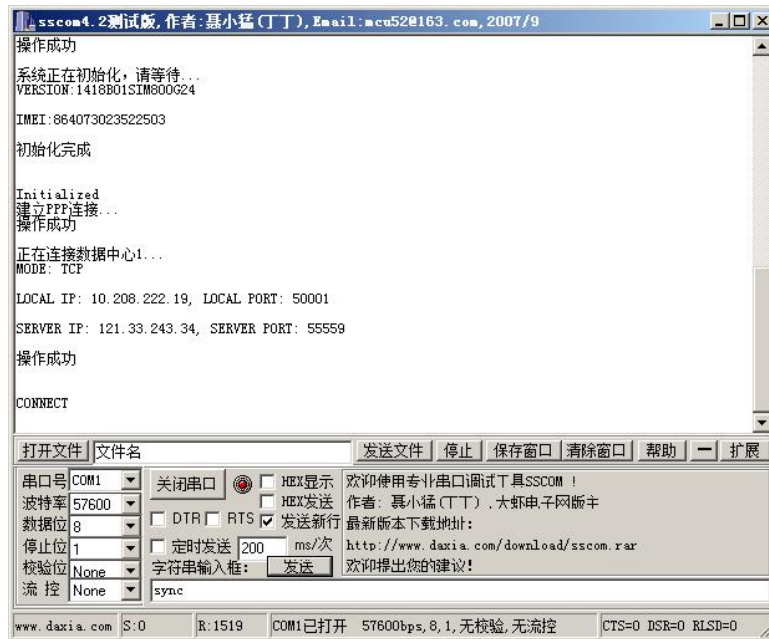 sscom4.2测试版,作者:聂小猛(丁丁),Email:mcu52@163.com,2007/9
操作成功
系统正在初始化，请等待...
VERSION:1418B01SIM800G24
IMEI:864073023522503
初始化完成
Initialized
建立PPP连接...
操作成功
正在连接数据中心1...
MODE: TCP
LOCAL IP: 10.208.222.19, LOCAL PORT: 50001
SERVER IP: 121.33.243.34, SERVER PORT: 55559
操作成功
CONNECT
打开文件 文件名 发送文件 停止 保存窗口 清除窗口 帮助 一 扩展
串口号 COM1 关闭串口 HEX显示
波特率 57600 HEX发送
数据位 8 DTR RTS 发送新行
停止位 1 定时发送 200 ms/次
校验位 None 字符串输入框: 发送
流 控 None sync
欢迎使用专业串口调试工具SSCOM !
作者: 聂小猛(丁丁),大虾电子网版主
最新版本下载地址:
http://www.daxia.com/download/sscom.rar
欢迎提出您的建议!
www.daxia.com S:0 R:1519 COM1已打开 57600bps,8,1,无校验,无流控 CTS=0 DSR=0 RLSD=0